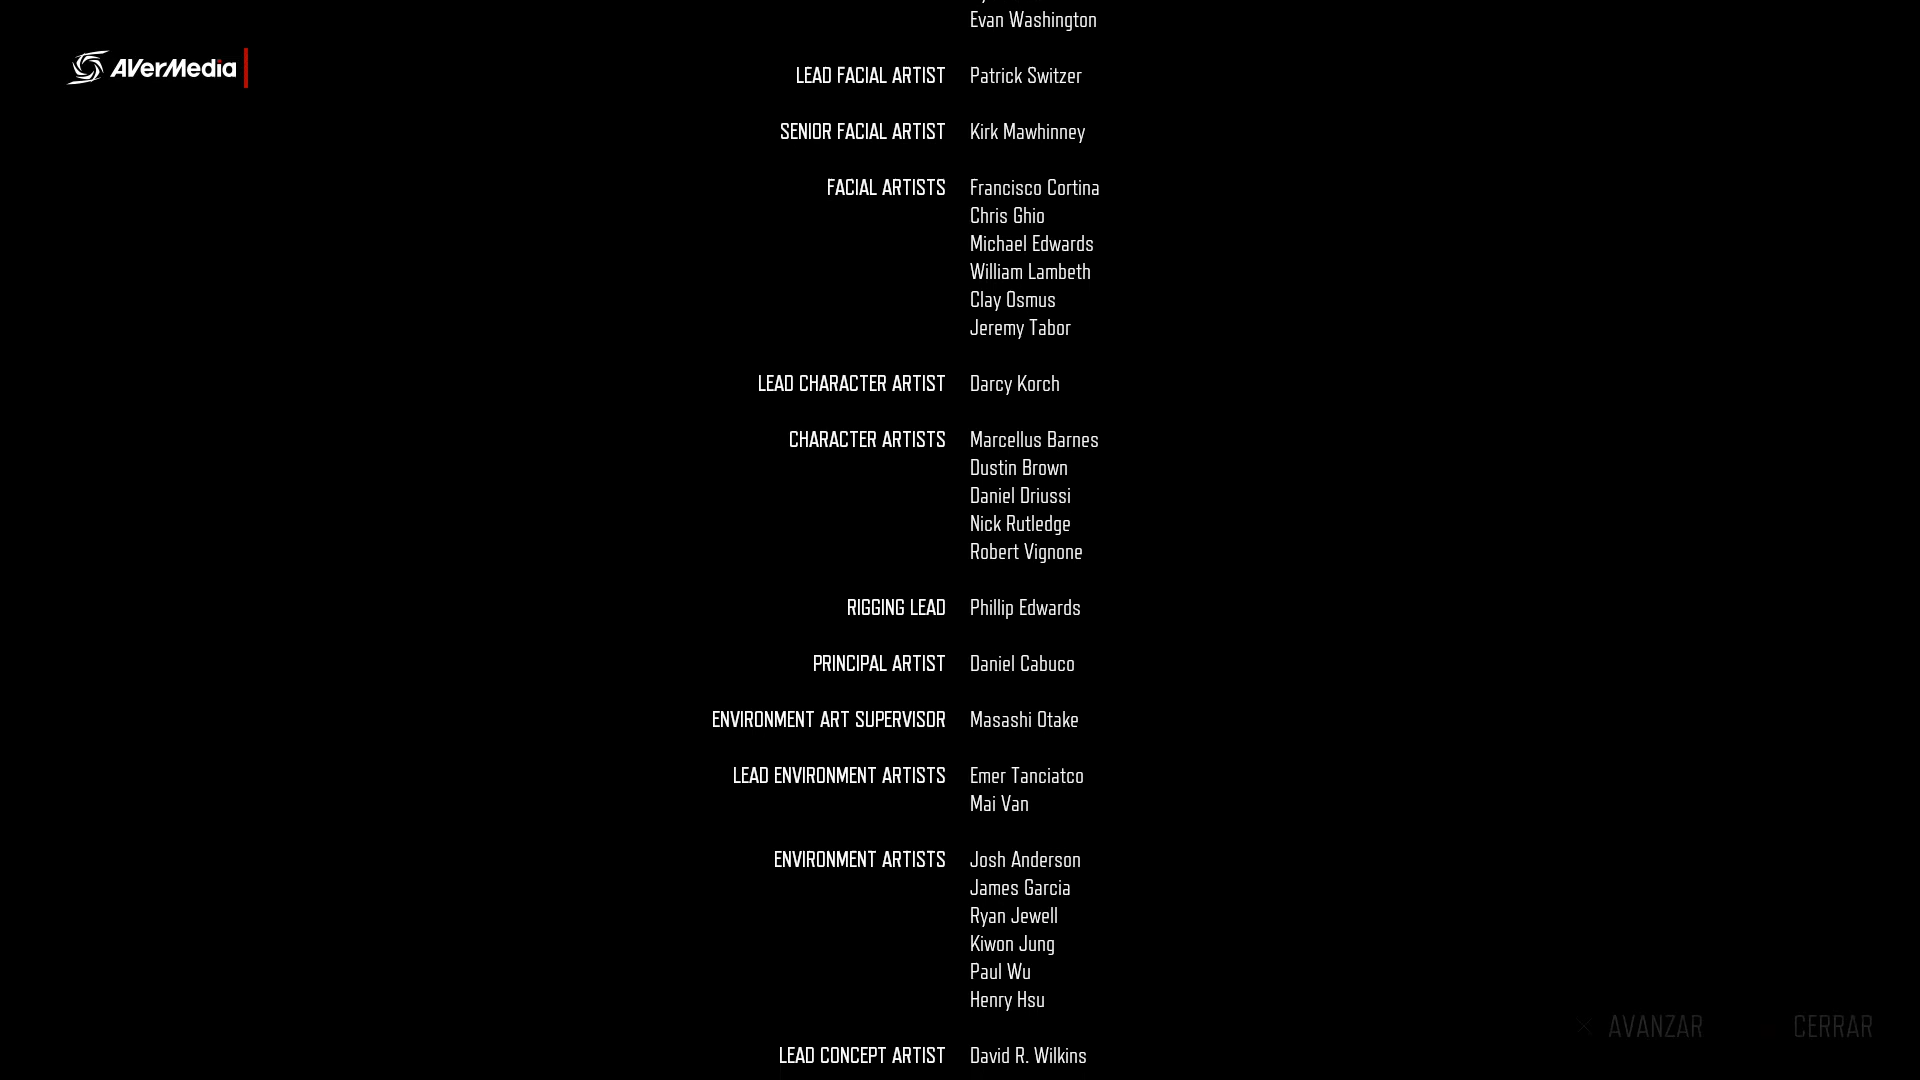 Evan Washington
AVerMedia
LEAD FACIAL ARTIST Patrick Switzer
SENIOR FACIAL ARTIST Kirk Mawhinney
FACIAL ARTISTS Francisco Cortina
Chris Ghio
Michael Edwards
William Lambeth
Clay Osmus
Jeremy Tabor
LEAD CHARACTER ARTIST Darcy Korch
CHARACTER ARTISTS Marcellus Barnes
Dustin Brown
Daniel Driussi
Nick Rutledge
Robert Vignone
RIGGING LEAD Phillip Edwards
PRINCIPAL ARTIST Daniel Cabuco
ENVIRONMENT ART SUPERVISOR Masashi Otake
LEAD ENVIRONMENT ARTISTS Emer Tanciatco
Mai Van
ENVIRONMENT ARTISTS Josh Anderson
James Garcia
Ryan Jewell
Kiwon Jung
Paul Wu
Henry Hsu
AVANZAR CERRAR
LEAD CONCEPT ARTIST David R. Wilkins